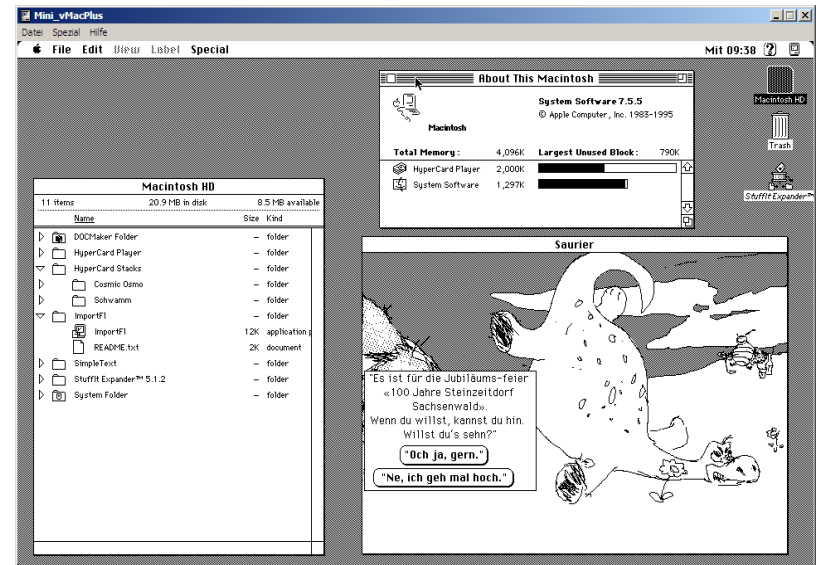 Mini_vMacPlus
Datei Spezial Hilfe
File Edit View Label Special Mit 09:38
About This Macintosh
System Software 7.5.5
© Apple Computer, Inc. 1983-1995
Macintosh
Total Memory: 4,096K Largest Unused Block: 790K
HyperCard Player 2,000K
System Software 1,297K
Macintosh HD
Trash
StuffIt Expander™
Macintosh HD
11 items 20.9 MB in disk 8.5 MB available
Name Size Kind
DOCMaker Folder – folder
HyperCard Player – folder
HyperCard Stacks – folder
Cosmic Osmo – folder
Schwamm – folder
ImportFl – folder
ImportFl 12K application p
README.txt 2K document
SimpleText – folder
StuffIt Expander™ 5.1.2 – folder
System Folder – folder
Saurier
"Es ist für die Jubiläums-feier
«100 Jahre Steinzeitdorf
Sachsenwald».
Wenn du willst, kannst du hin.
Willst du's sehn?"
"Och ja, gern."
"Ne, ich geh mal hoch."